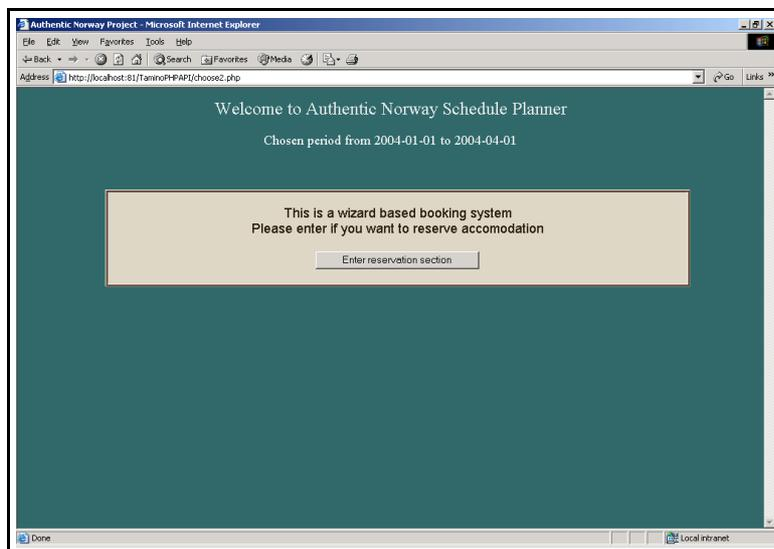 Authentic Norway Project - Microsoft Internet Explorer
File Edit View Favorites Tools Help
Back Search Favorites Media
Address http://localhost:81/TaminoPHPAPI/choose2.php Go Links »
Welcome to Authentic Norway Schedule Planner
Chosen period from 2004-01-01 to 2004-04-01
This is a wizard based booking system
Please enter if you want to reserve accomodation
Enter reservation section
Done Local intranet